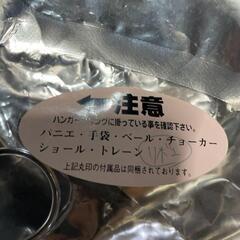 注意
ハンガー・バッグに掛っている事を確認下さい。
パニエ・手袋・ベール・チョーカー
ショール・トレーン
上記丸印の付属品は同梱されております。